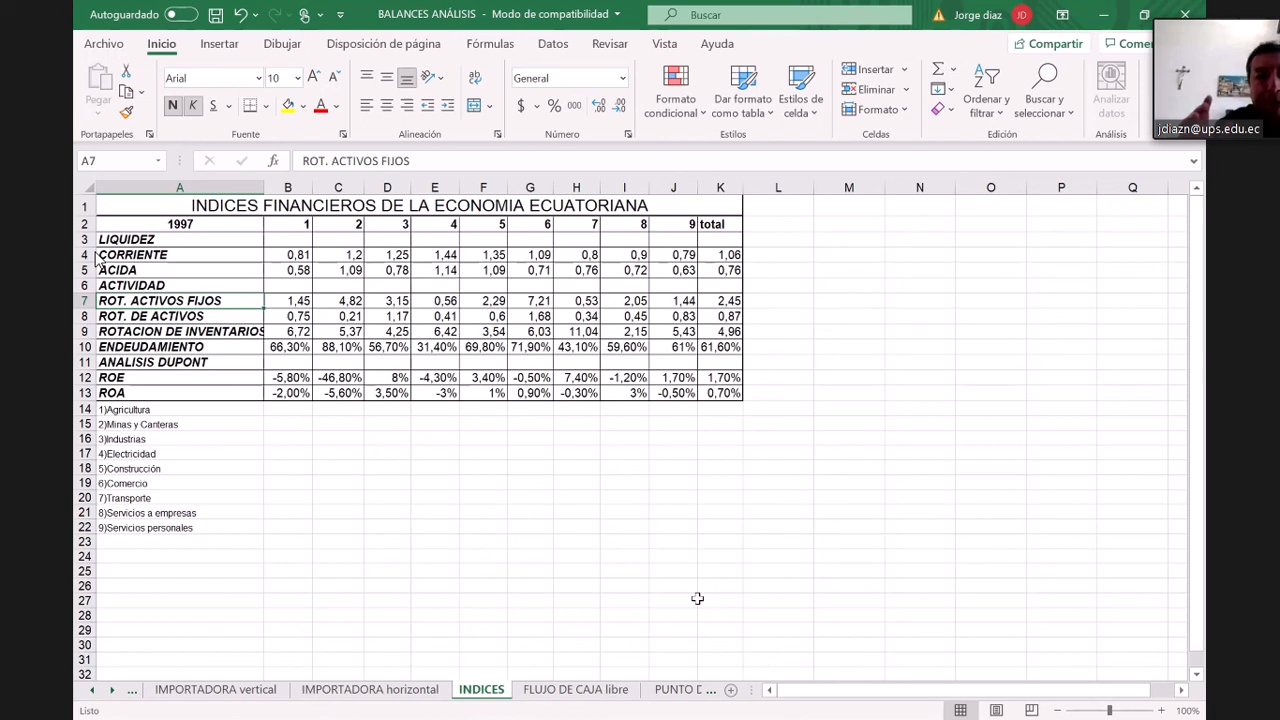 Autoguardado BALANCES ANÁLISIS - Modo de compatibilidad Buscar Jorge diaz JD
Archivo Inicio Insertar Dibujar Disposición de página Fórmulas Datos Revisar Vista Ayuda Compartir Comen
Pegar Arial 10 General Formato condicional Dar formato como tabla Estilos de celda Insertar Eliminar Formato Ordenar y filtrar Buscar y seleccionar Analizar datos
Portapapeles Fuente Alineación Número Estilos Celdas Edición Análisis
jdiazn@ups.edu.ec
A7 ROT. ACTIVOS FIJOS
A B C D E F G H I J K L M N O P Q
1 INDICES FINANCIEROS DE LA ECONOMIA ECUATORIANA
2 1997 1 2 3 4 5 6 7 8 9 total
3 LIQUIDEZ
4 CORRIENTE 0,81 1,2 1,25 1,44 1,35 1,09 0,8 0,9 0,79 1,06
5 ACIDA 0,58 1,09 0,78 1,14 1,09 0,71 0,76 0,72 0,63 0,76
6 ACTIVIDAD
7 ROT. ACTIVOS FIJOS 1,45 4,82 3,15 0,56 2,29 7,21 0,53 2,05 1,44 2,45
8 ROT. DE ACTIVOS 0,75 0,21 1,17 0,41 0,6 1,68 0,34 0,45 0,83 0,87
9 ROTACION DE INVENTARIOS 6,72 5,37 4,25 6,42 3,54 6,03 11,04 2,15 5,43 4,96
10 ENDEUDAMIENTO 66,30% 88,10% 56,70% 31,40% 69,80% 71,90% 43,10% 59,60% 61% 61,60%
11 ANALISIS DUPONT
12 ROE -5,80% -46,80% 8% -4,30% 3,40% -0,50% 7,40% -1,20% 1,70% 1,70%
13 ROA -2,00% -5,60% 3,50% -3% 1% 0,90% -0,30% 3% -0,50% 0,70%
14 1)Agricultura
15 2)Minas y Canteras
16 3)Industrias
17 4)Electricidad
18 5)Construcción
19 6)Comercio
20 7)Transporte
21 8)Servicios a empresas
22 9)Servicios personales
23
24
25
26
27
28
29
30
31
32
... IMPORTADORA vertical IMPORTADORA horizontal INDICES FLUJO DE CAJA libre PUNTO D ...
Listo 100%